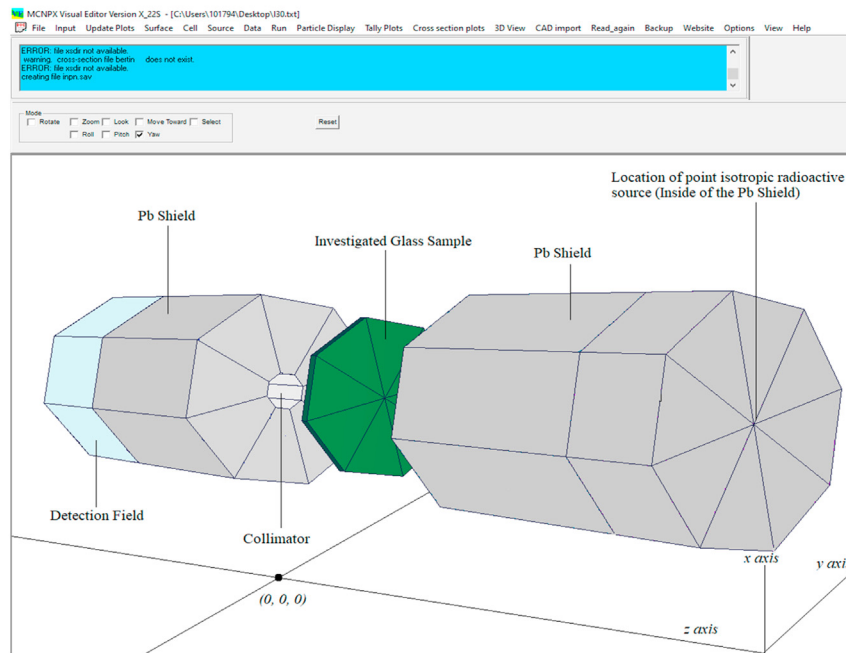 MCNPX Visual Editor Version X_22S - [C:\Users\101794\Desktop\I30.txt]
File Input Update Plots Surface Cell Source Data Run Particle Display Tally Plots Cross section plots 3D View CAD import Read_again Backup Website Options View Help
ERROR: file xsdir not available.
warning. cross-section file bertin does not exist.
ERROR: file xsdir not available.
creating file inpn.sav
Mode
Rotate Zoom Look Move Toward Select
Roll Pitch Yaw
Reset
Location of point isotropic radioactive
source (Inside of the Pb Shield)
Pb Shield
Investigated Glass Sample
Pb Shield
Detection Field
Collimator
x axis
y axis
(0, 0, 0)
z axis